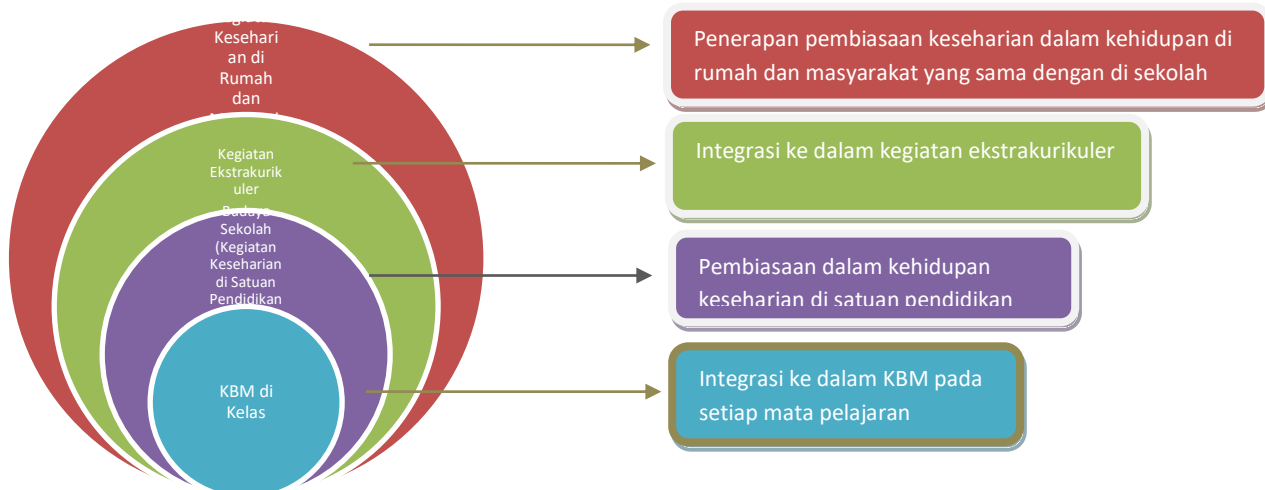 KeseHari
an di
Rumah
dan
Penerapan pembiasaan keseharian dalam kehidupan di
rumah dan masyarakat yang sama dengan di sekolah
Kegiatan
Ekstrakurik
uler
Integrasi ke dalam kegiatan ekstrakurikuler
Budaya
Sekolah
(Kegiatan
Keseharian
di Satuan
Pendidikan
Pembiasaan dalam kehidupan
keseharian di satuan pendidikan
KBM di
Kelas
Integrasi ke dalam KBM pada
setiap mata pelajaran